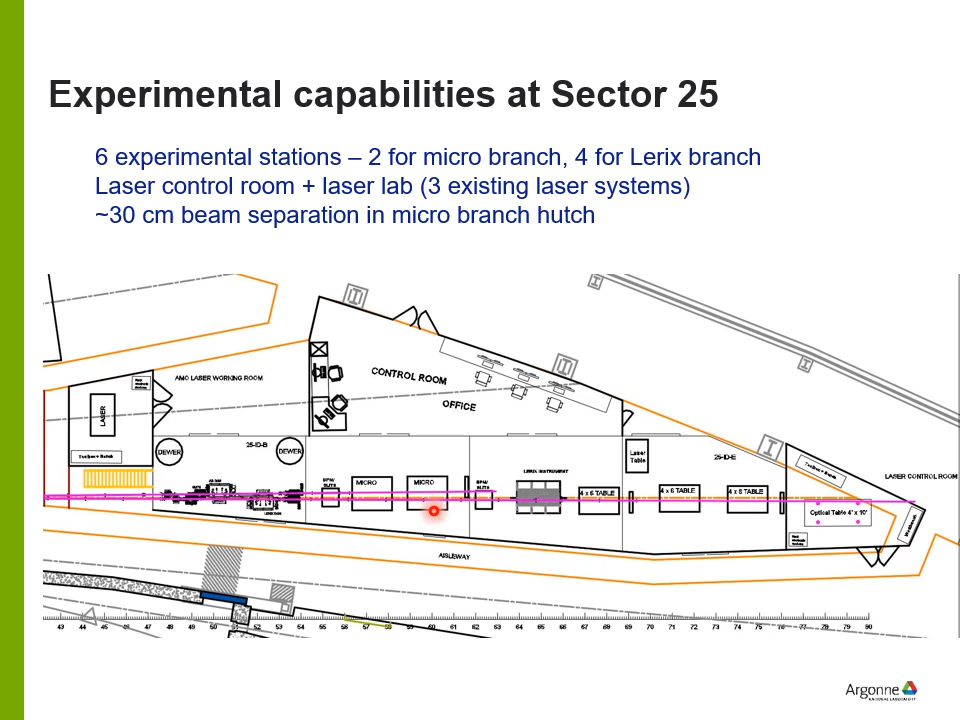 Experimental capabilities at Sector 25
6 experimental stations – 2 for micro branch, 4 for Lerix branch
Laser control room + laser lab (3 existing laser systems)
~30 cm beam separation in micro branch hutch
AMO LASER WORKING ROOM
CONTROL ROOM
OFFICE
LASER
DEWER
25-ID-B
DEWER
Laser
Table
25-ID-E
LASER CONTROL ROOM
LERIX INSTRUMENT
MICRO
MICRO
4 x 6 TABLE
4 x 6 TABLE
4 x 8 TABLE
Optical Table 4' x 10'
AISLEWAY
43 44 45 46 47 48 49 50 51 52 53 54 55 56 57 58 59 60 61 62 63 64 65 66 67 68 69 70 71 72 73 74 75 76 77 78 79 80
Argonne
NATIONAL LABORATORY